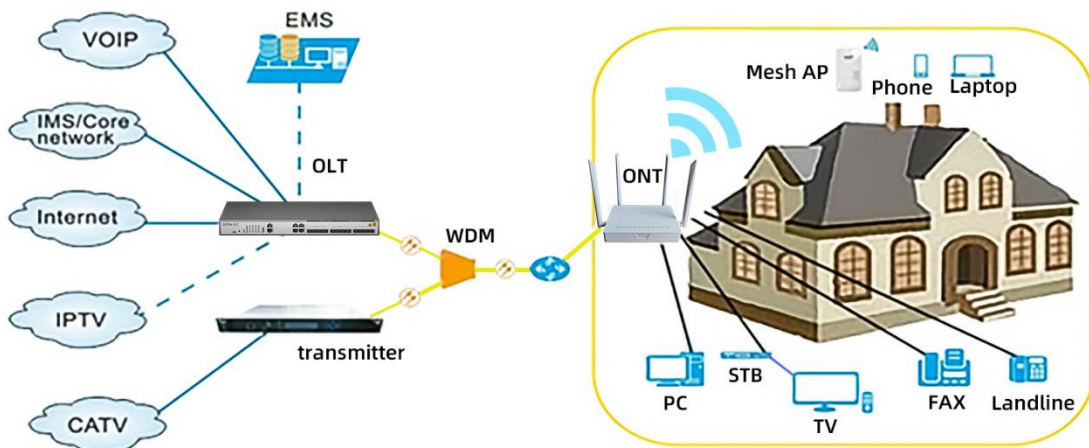 VOIP
EMS
IMS/Core
network
OLT
Internet
WDM
IPTV
transmitter
CATV
Mesh AP
Phone
Laptop
ONT
PC
STB
TV
FAX
Landline